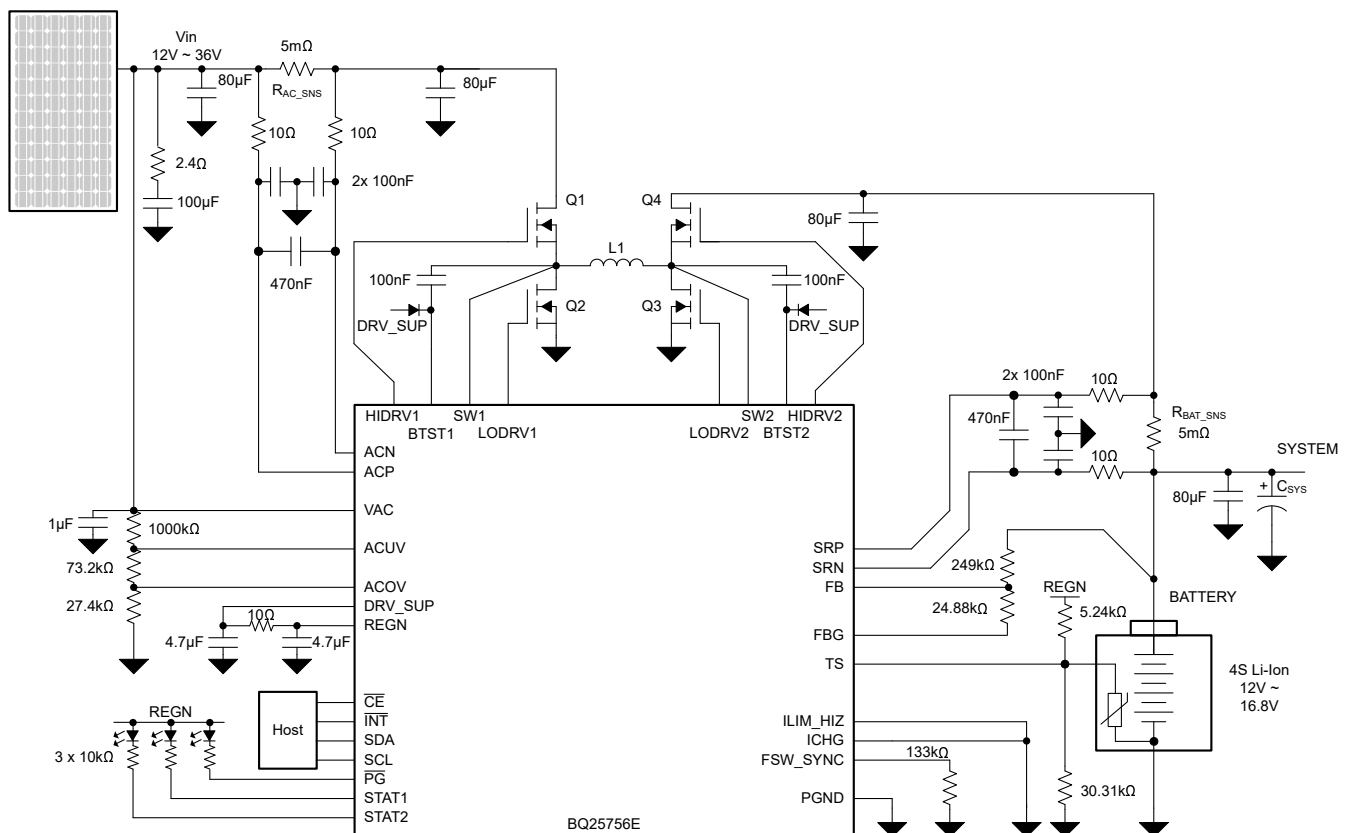 Vin
12V ~ 36V
5mΩ
R_AC_SNS
80µF
80µF
10Ω
10Ω
2.4Ω
100µF
2x 100nF
470nF
Q1
Q4
80µF
L1
100nF
100nF
Q2
Q3
DRV_SUP
DRV_SUP
HIDRV1
BTST1
SW1
LODRV1
LODRV2
SW2
BTST2
HIDRV2
2x 100nF
10Ω
470nF
R_BAT_SNS
5mΩ
10Ω
SYSTEM
80µF
+
C_SYS
ACN
ACP
VAC
1µF
1000kΩ
ACUV
73.2kΩ
ACOV
27.4kΩ
DRV_SUP
10Ω
REGN
4.7µF
4.7µF
SRP
SRN
249kΩ
FB
24.88kΩ
FBG
REGN
5.24kΩ
BATTERY
TS
4S Li-Ion
12V ~
16.8V
Host
CE
INT
SDA
SCL
PG
STAT1
STAT2
REGN
3 x 10kΩ
ILIM_HIZ
ICHG
FSW_SYNC
133kΩ
30.31kΩ
PGND
BQ25756E